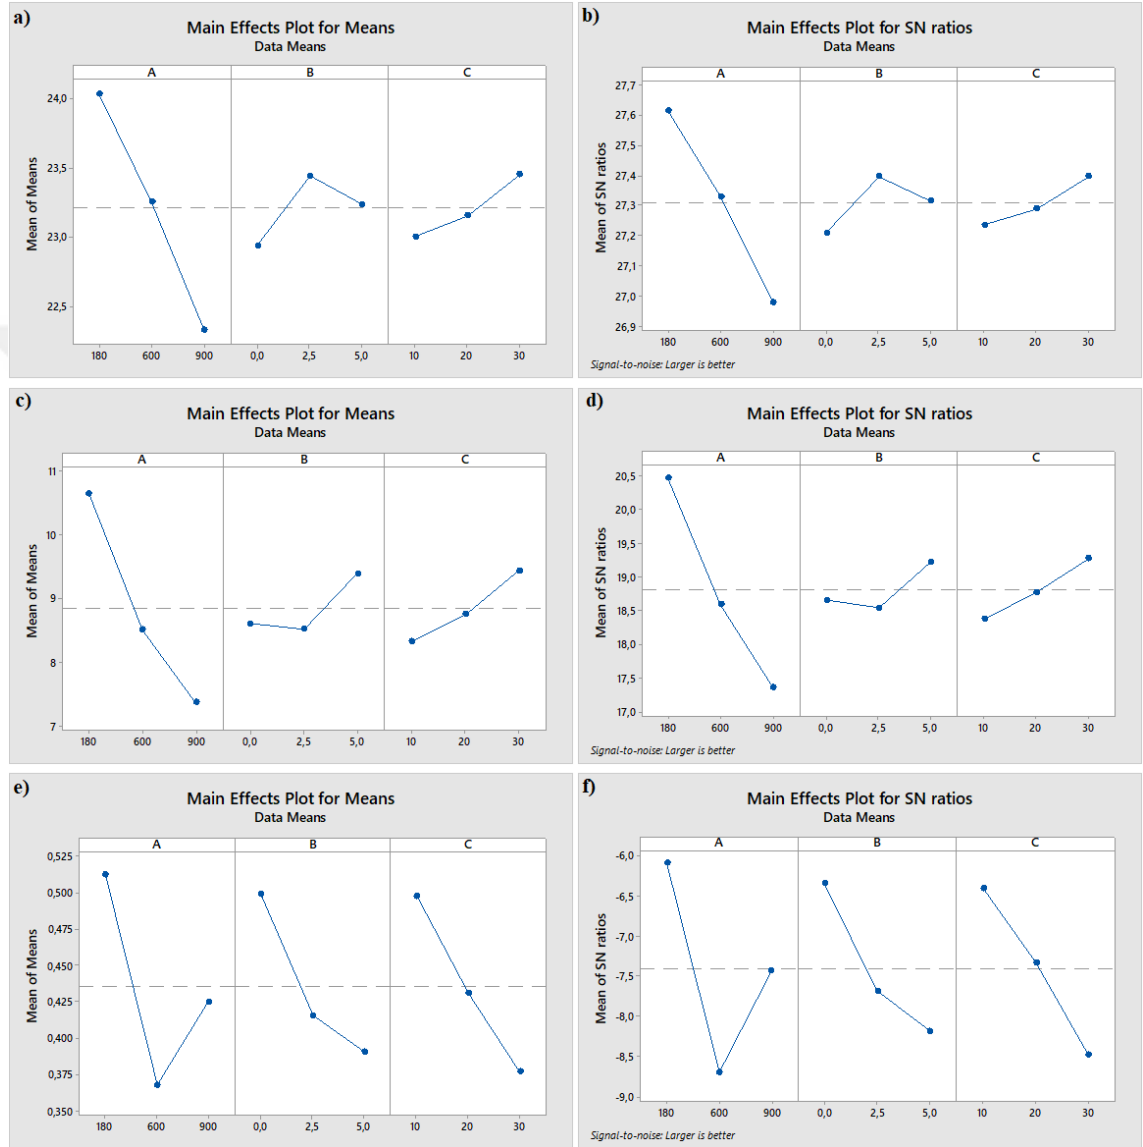 a)
Main Effects Plot for Means
Data Means
A B C
Mean of Means
24,0
23,5
23,0
22,5
180 600 900 0,0 2,5 5,0 10 20 30
b)
Main Effects Plot for SN ratios
Data Means
A B C
Mean of SN ratios
27,7
27,6
27,5
27,4
27,3
27,2
27,1
27,0
26,9
180 600 900 0,0 2,5 5,0 10 20 30
Signal-to-noise: Larger is better
c)
Main Effects Plot for Means
Data Means
A B C
Mean of Means
11
10
9
8
7
180 600 900 0,0 2,5 5,0 10 20 30
d)
Main Effects Plot for SN ratios
Data Means
A B C
Mean of SN ratios
20,5
20,0
19,5
19,0
18,5
18,0
17,5
17,0
180 600 900 0,0 2,5 5,0 10 20 30
Signal-to-noise: Larger is better
e)
Main Effects Plot for Means
Data Means
A B C
Mean of Means
0,525
0,500
0,475
0,450
0,425
0,400
0,375
0,350
180 600 900 0,0 2,5 5,0 10 20 30
f)
Main Effects Plot for SN ratios
Data Means
A B C
Mean of SN ratios
-6,0
-6,5
-7,0
-7,5
-8,0
-8,5
-9,0
180 600 900 0,0 2,5 5,0 10 20 30
Signal-to-noise: Larger is better